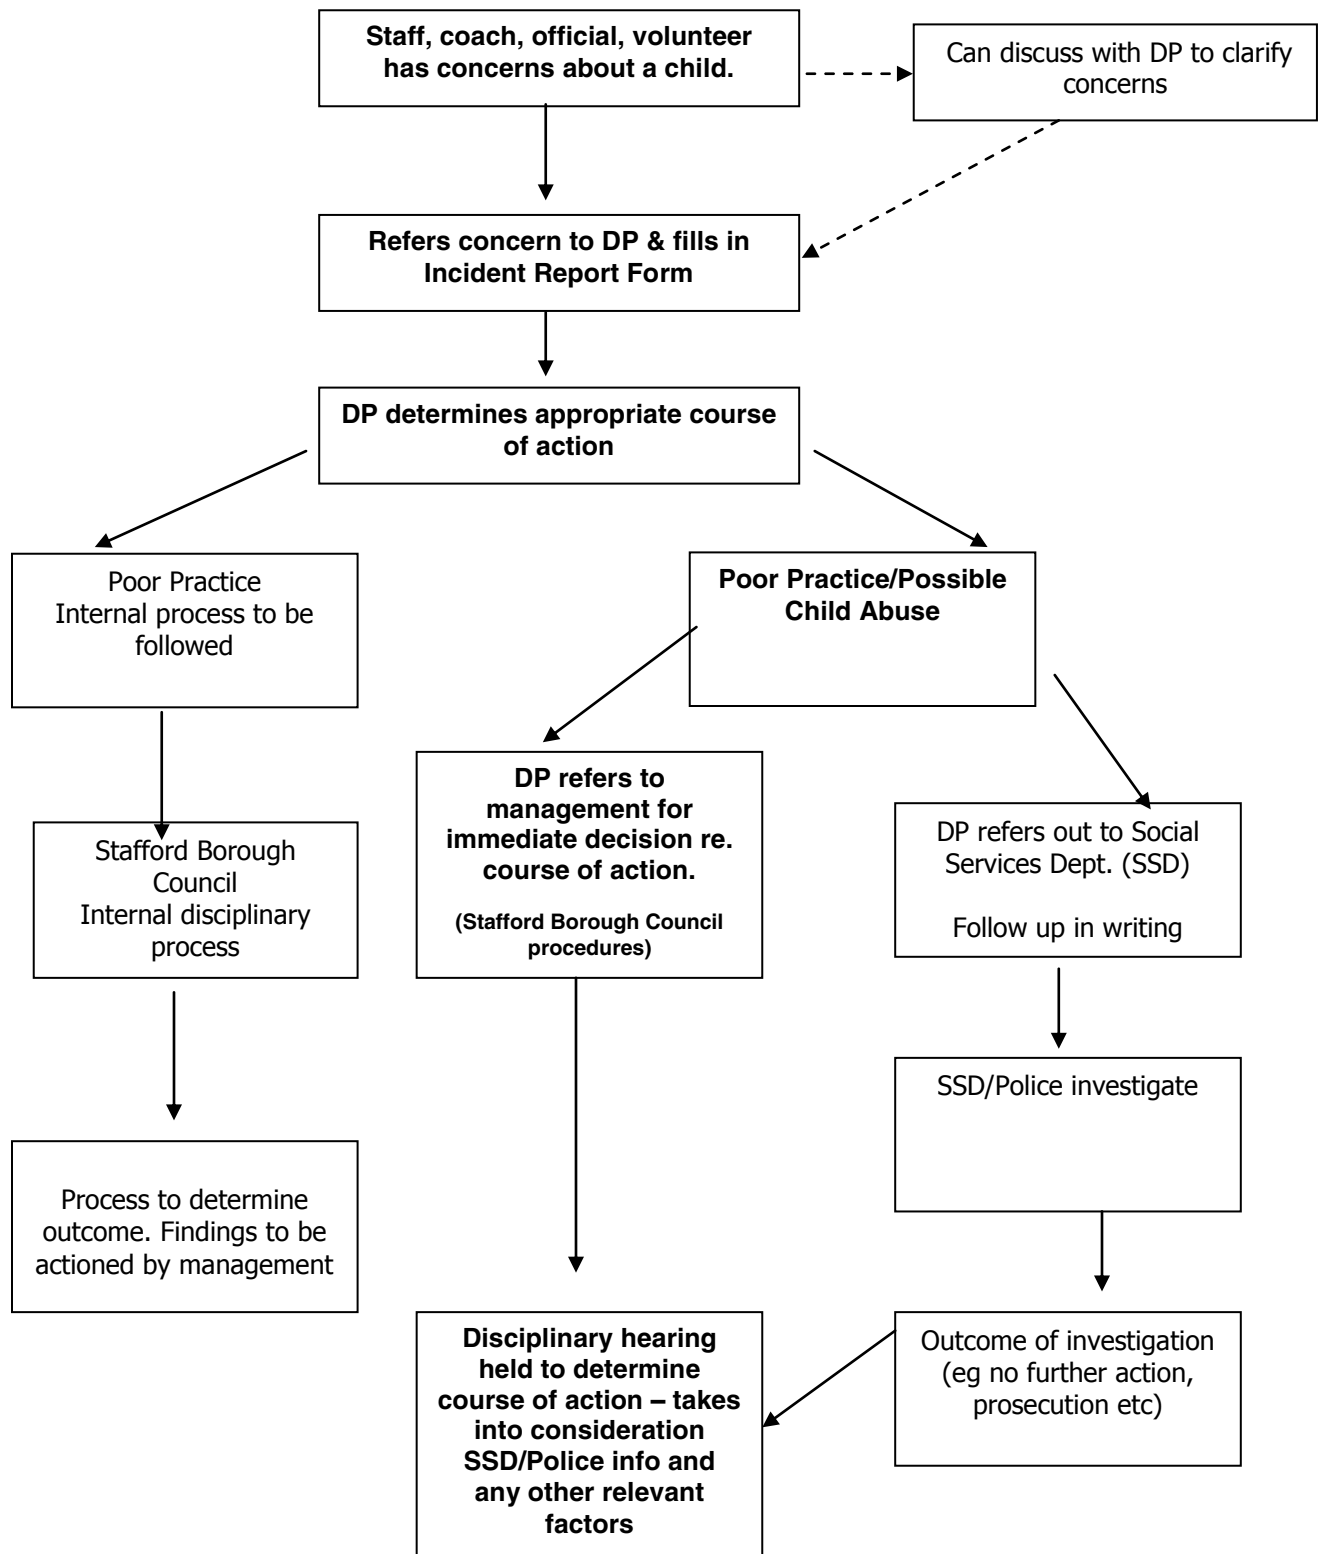 Staff, coach, official, volunteer
has concerns about a child.
Can discuss with DP to clarify
concerns
Refers concern to DP & fills in
Incident Report Form
DP determines appropriate course
of action
Poor Practice
Internal process to be
followed
Poor Practice/Possible
Child Abuse
Stafford Borough
Council
Internal disciplinary
process
DP refers to
management for
immediate decision re.
course of action.
(Stafford Borough Council
procedures)
DP refers out to Social
Services Dept. (SSD)
Follow up in writing
SSD/Police investigate
Process to determine
outcome. Findings to be
actioned by management
Disciplinary hearing
held to determine
course of action – takes
into consideration
SSD/Police info and
any other relevant
factors
Outcome of investigation
(eg no further action,
prosecution etc)